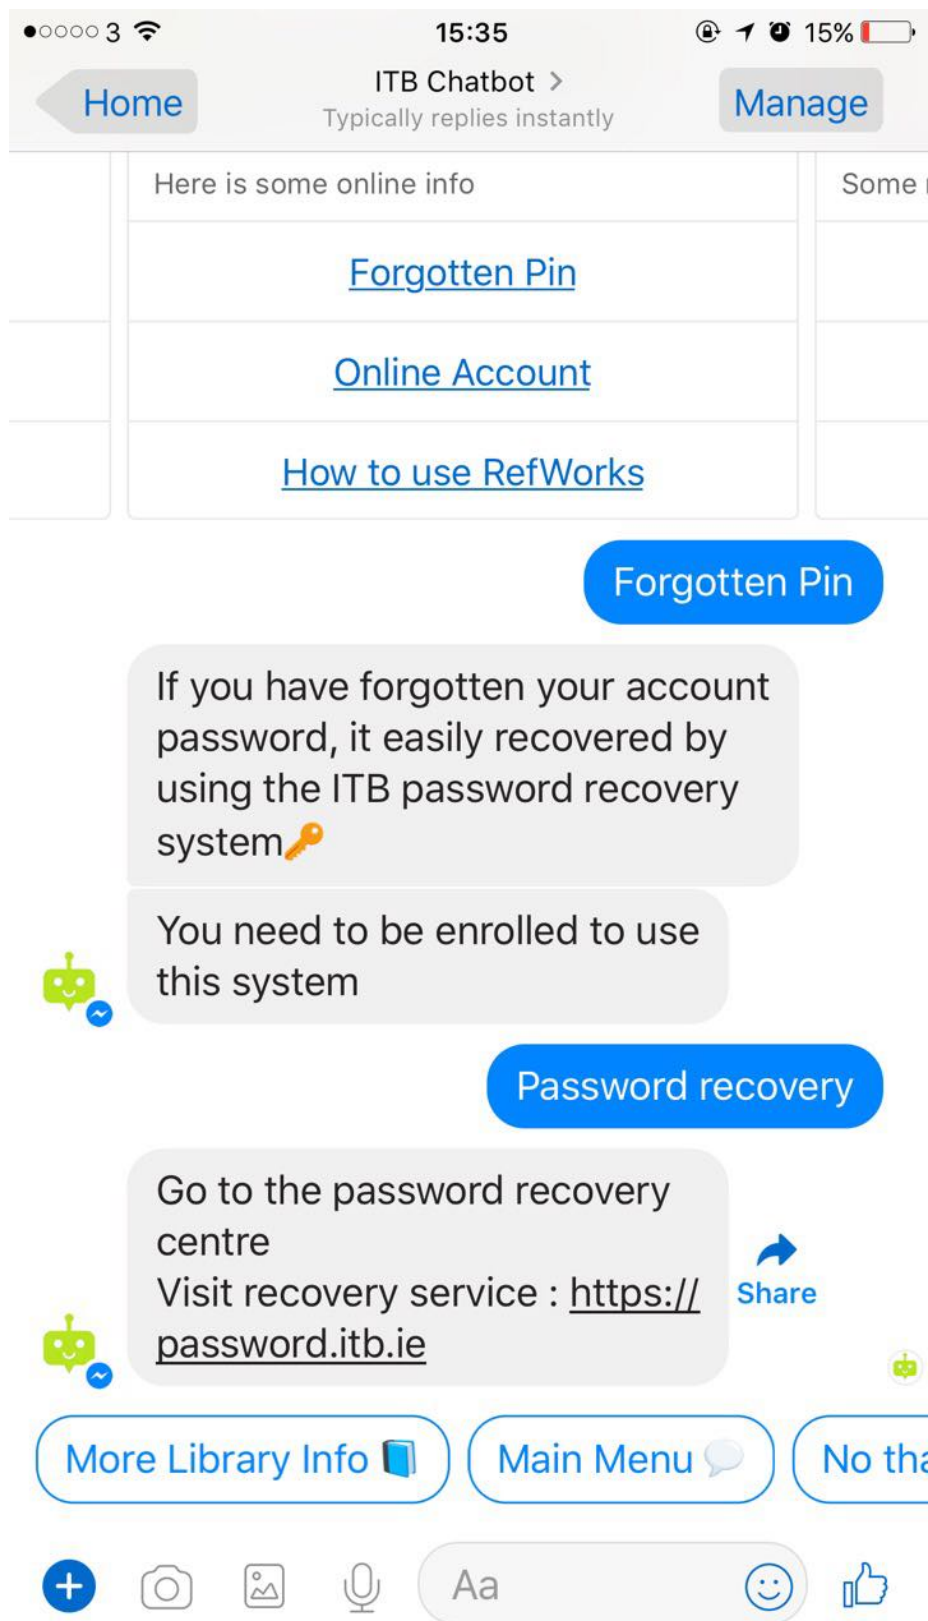 3 15:35 15%
Home ITB Chatbot > Manage
Typically replies instantly
Here is some online info Some
Forgotten Pin
Online Account
How to use RefWorks
Forgotten Pin
If you have forgotten your account
password, it easily recovered by
using the ITB password recovery
system🔑
You need to be enrolled to use
this system
Password recovery
Go to the password recovery
centre
Visit recovery service : https://
password.itb.ie
Share
More Library Info 📘 Main Menu 💬 No
Aa